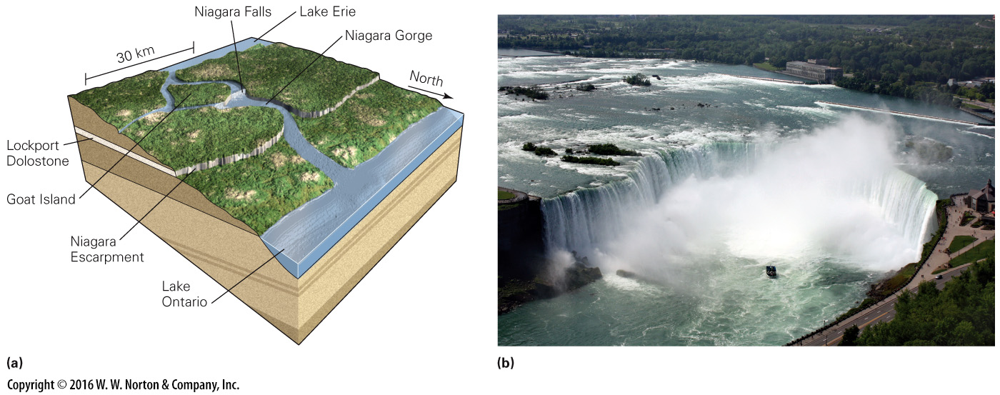 Niagara Falls
Lake Erie
Niagara Gorge
30 km
North
Lockport
Dolostone
Goat Island
Niagara
Escarpment
Lake
Ontario
(a)
(b)
Copyright © 2016 W. W. Norton & Company, Inc.